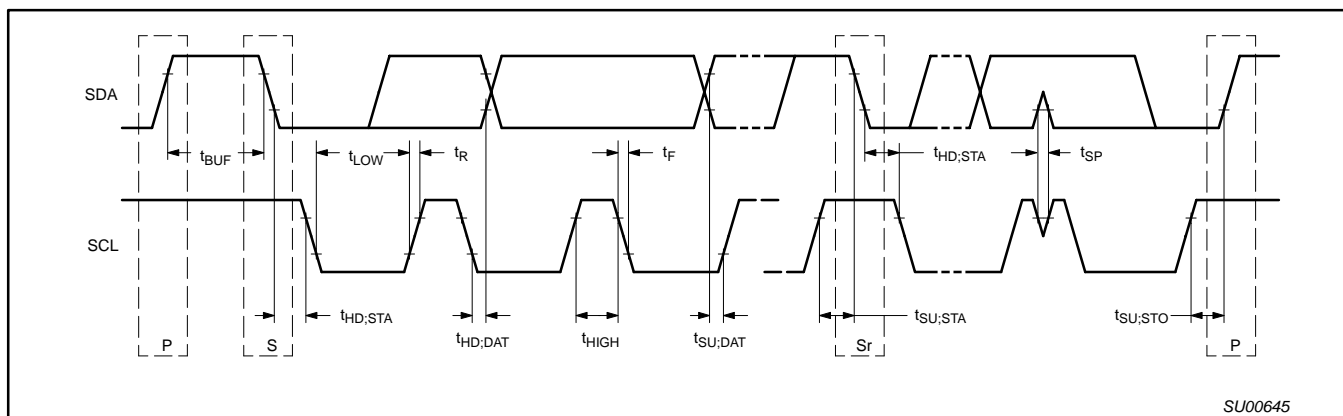 SDA
tBUF
tLOW
tR
tF
tHD;STA
tSP
SCL
tHD;STA
tHD;DAT
tHIGH
tSU;DAT
tSU;STA
tSU;STO
P
S
Sr
P
SU00645